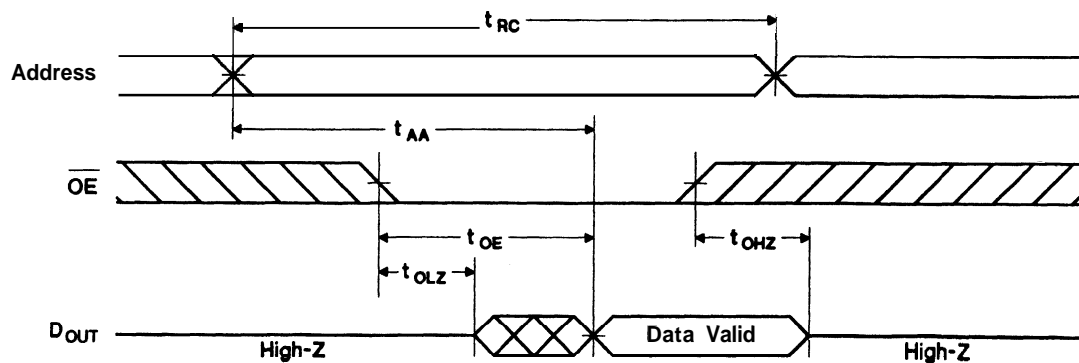 tRC
Address
tAA
OE
tOE
tOHZ
tOLZ
DOUT
High-Z
Data Valid
High-Z